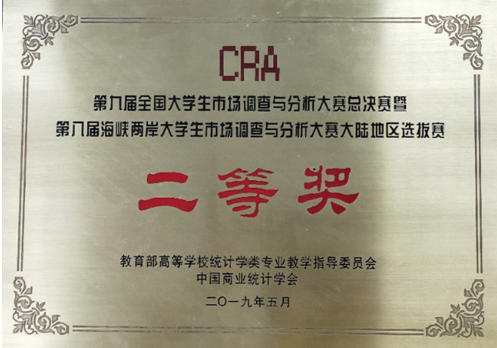 CRA
第九届全国大学生市场调查与分析大赛总决赛暨
第八届海峡两岸大学生市场调查与分析大赛大陆地区选拔赛
二等奖
教育部高等学校统计学类专业教学指导委员会
中国商业统计学会
二〇一九年五月